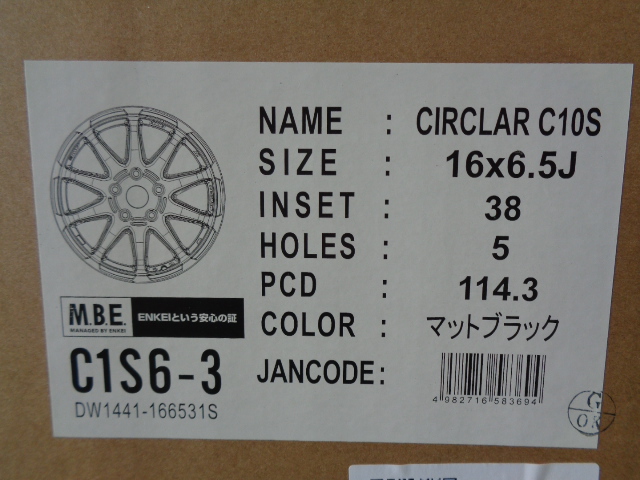 NAME : CIRCLAR C10S
SIZE : 16x6.5J
INSET : 38
HOLES : 5
PCD : 114.3
COLOR : マットブラック
JANCODE:
4 982716 583694
M.B.E. ENKEIという安心の証
MANAGED BY ENKEI
C1S6-3
DW1441-166531S
G
OK